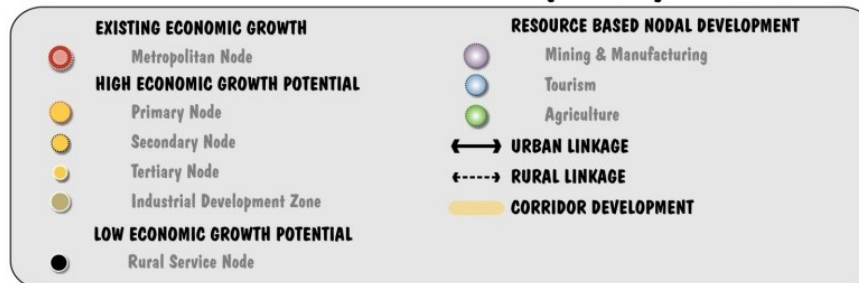 EXISTING ECONOMIC GROWTH
Metropolitan Node
HIGH ECONOMIC GROWTH POTENTIAL
Primary Node
Secondary Node
Tertiary Node
Industrial Development Zone
LOW ECONOMIC GROWTH POTENTIAL
Rural Service Node
RESOURCE BASED NODAL DEVELOPMENT
Mining & Manufacturing
Tourism
Agriculture
URBAN LINKAGE
RURAL LINKAGE
CORRIDOR DEVELOPMENT